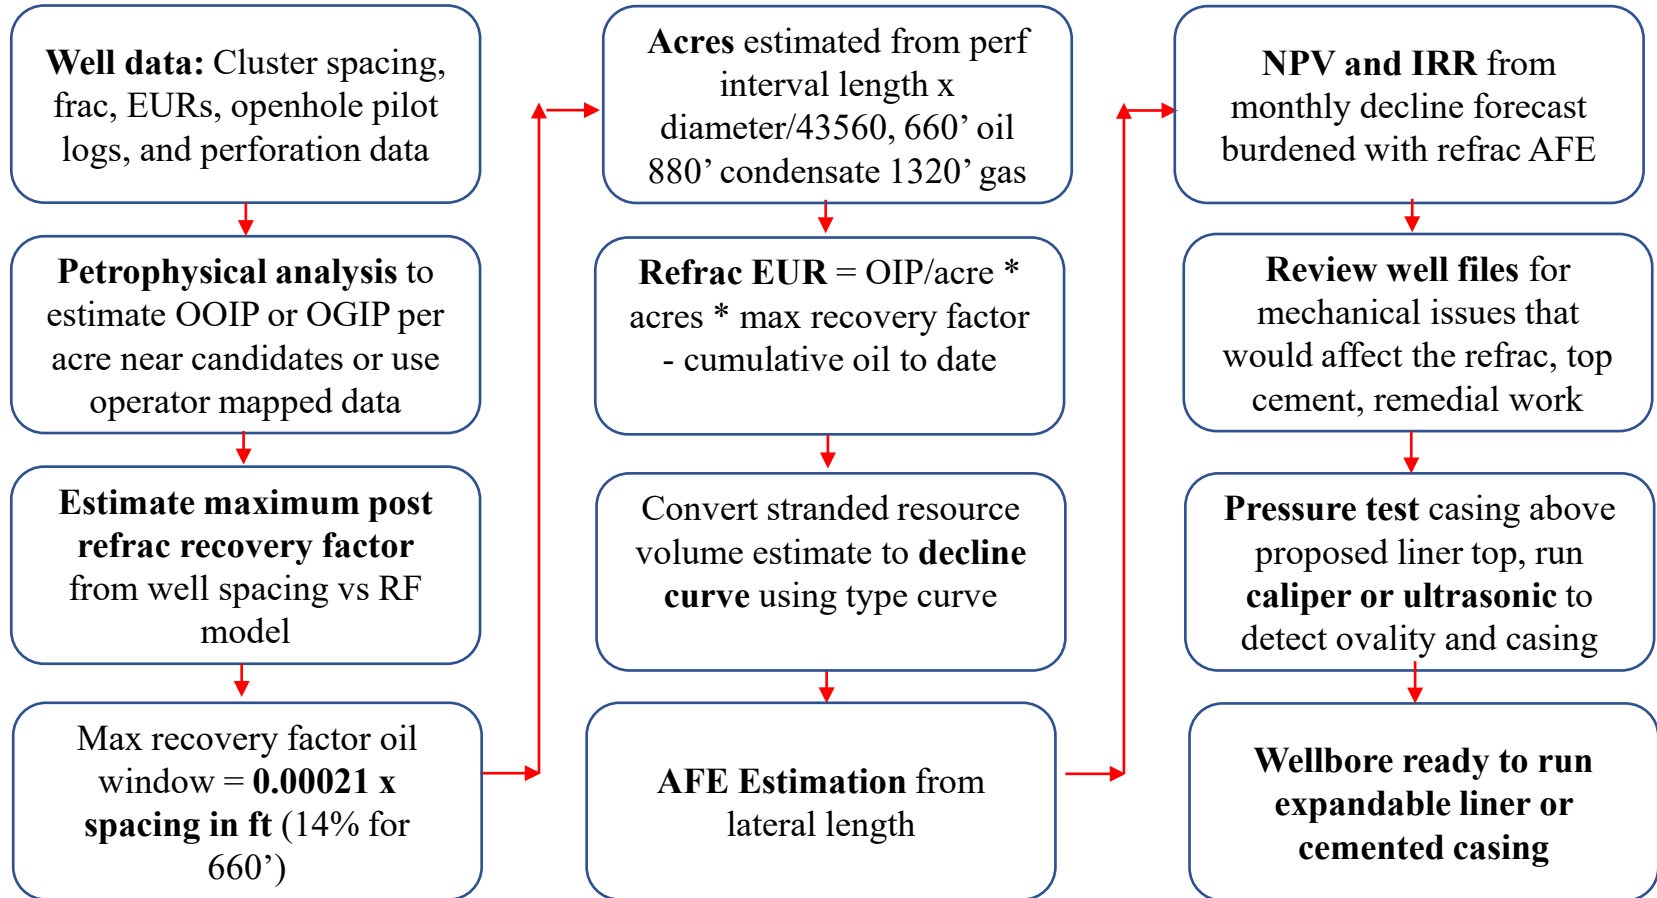 Well data: Cluster spacing,
frac, EURs, openhole pilot
logs, and perforation data
Petrophysical analysis to
estimate OOIP or OGIP per
acre near candidates or use
operator mapped data
Estimate maximum post
refrac recovery factor
from well spacing vs RF
model
Max recovery factor oil
window = 0.00021 x
spacing in ft (14% for
660’)
Acres estimated from perf
interval length x
diameter/43560, 660’ oil
880’ condensate 1320’ gas
Refrac EUR = OIP/acre *
acres * max recovery factor
- cumulative oil to date
Convert stranded resource
volume estimate to decline
curve using type curve
AFE Estimation from
lateral length
NPV and IRR from
monthly decline forecast
burdened with refrac AFE
Review well files for
mechanical issues that
would affect the refrac, top
cement, remedial work
Pressure test casing above
proposed liner top, run
caliper or ultrasonic to
detect ovality and casing
Wellbore ready to run
expandable liner or
cemented casing